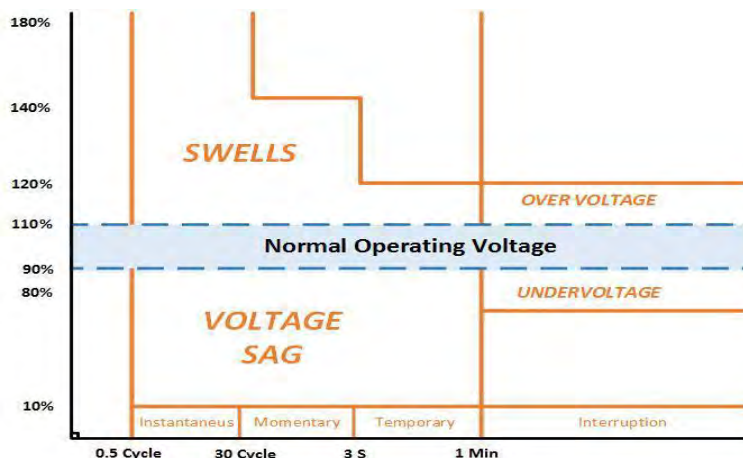 180%
140%
SWELLS
120%
OVER VOLTAGE
110%
Normal Operating Voltage
90%
80%
UNDERVOLTAGE
VOLTAGE
SAG
10%
Instantaneus Momentary Temporary Interruption
0.5 Cycle 30 Cycle 3 S 1 Min